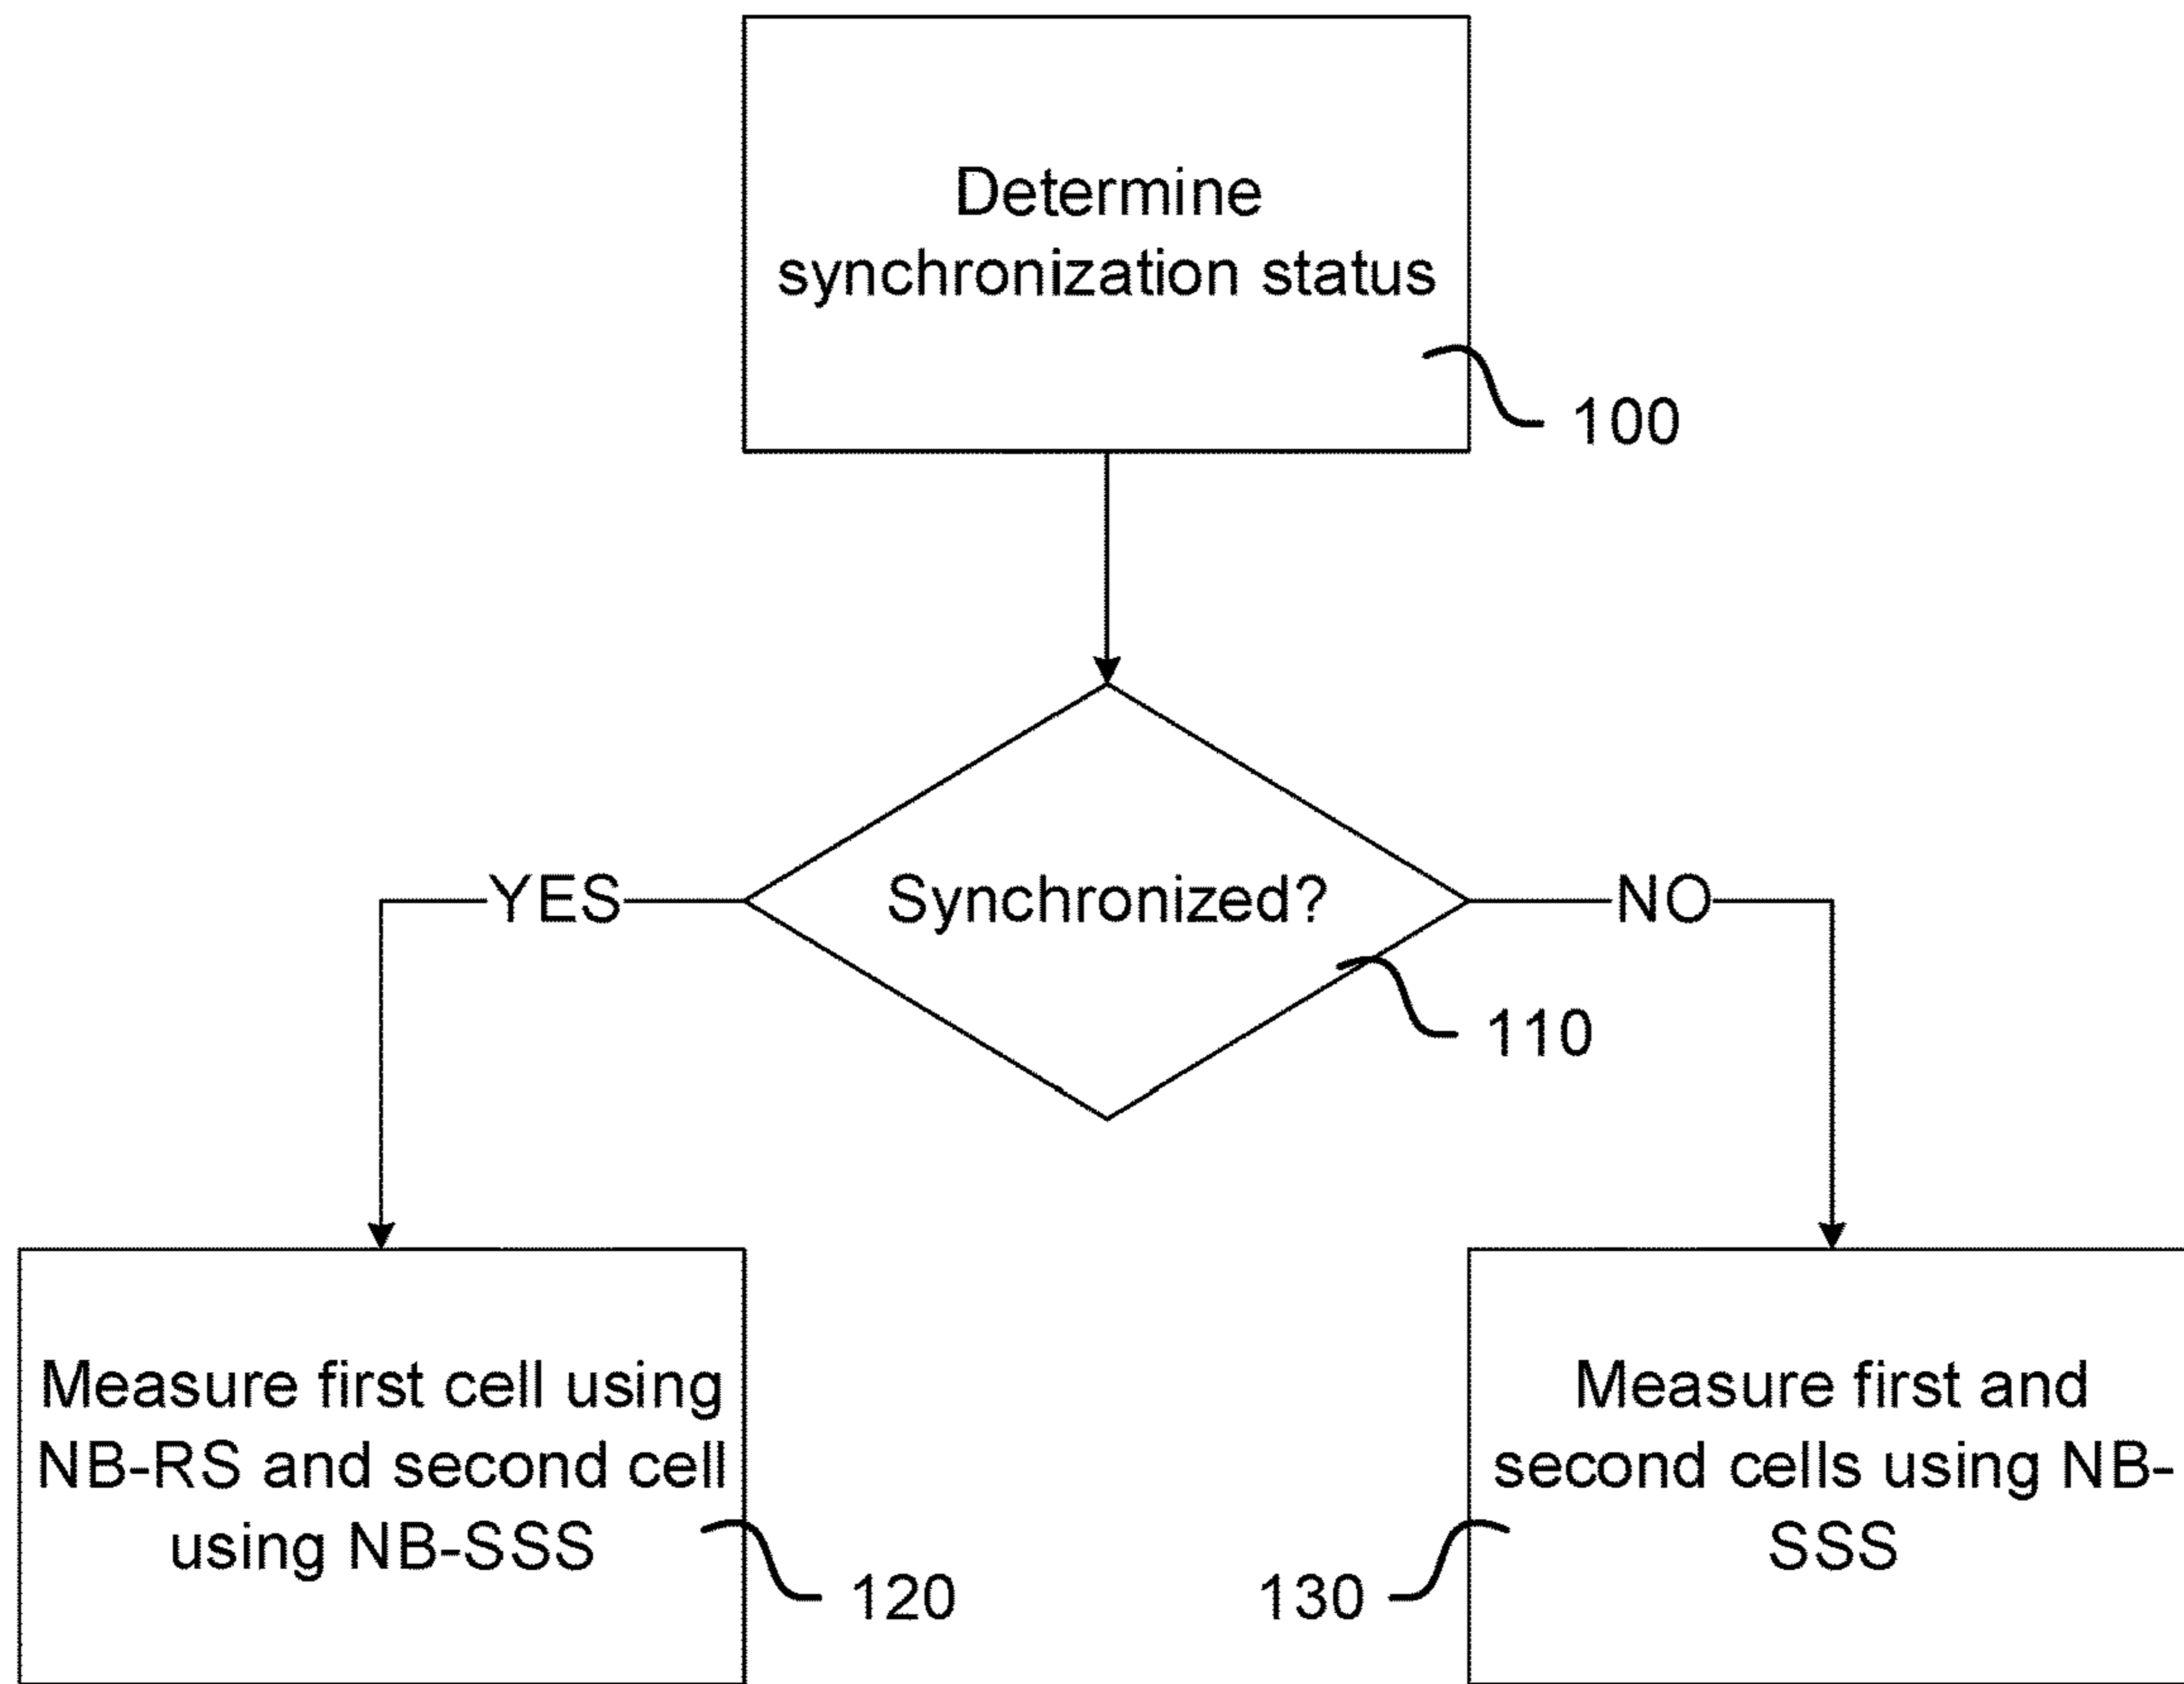 Determine
synchronization status
100
YES
Synchronized?
NO
110
Measure first cell using
NB-RS and second cell
using NB-SSS
120
Measure first and
second cells using NB-
SSS
130